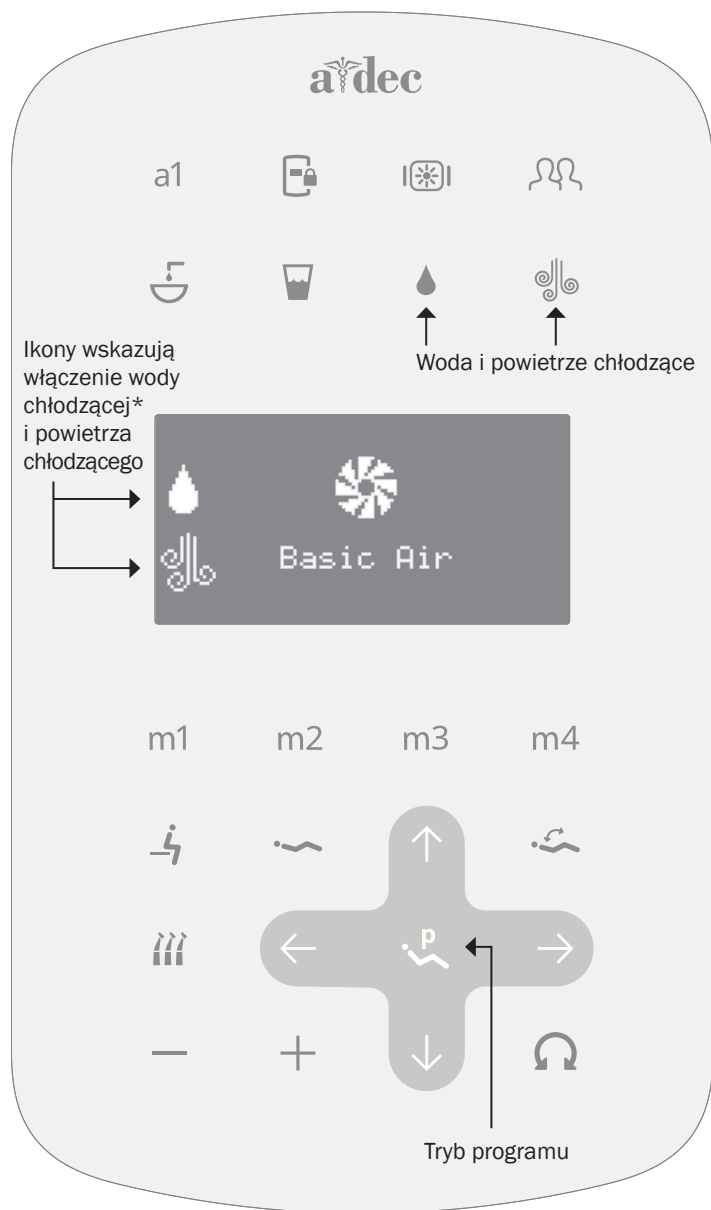 a dec
a1
Ikony wskazują
włączenie wody
chłodzącej*
i powietrza
chłodzącego
Woda i powietrze chłodzące
Basic Air
m1 m2 m3 m4
p
Tryb programu